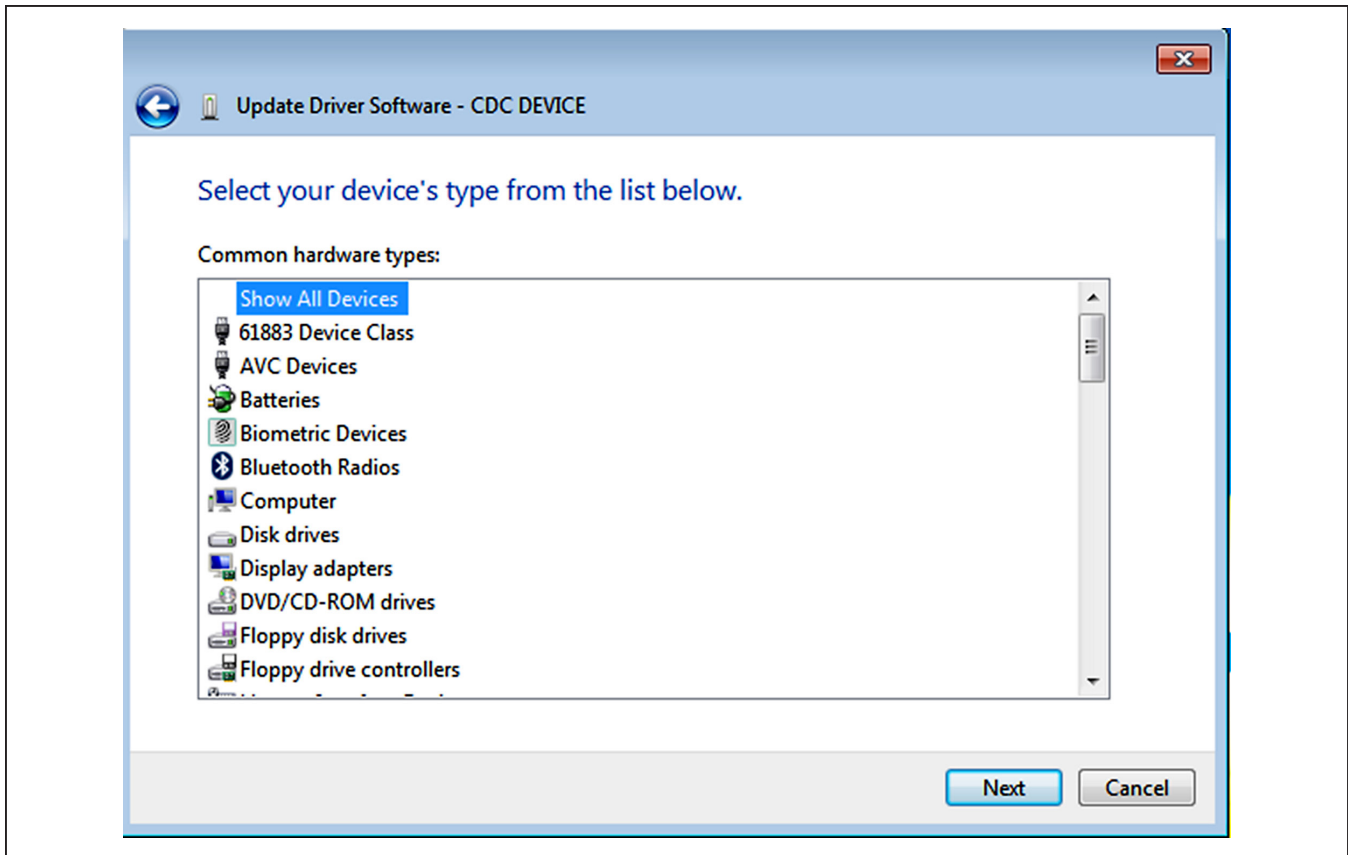 Update Driver Software - CDC DEVICE
Select your device's type from the list below.
Common hardware types:
Show All Devices
61883 Device Class
AVC Devices
Batteries
Biometric Devices
Bluetooth Radios
Computer
Disk drives
Display adapters
DVD/CD-ROM drives
Floppy disk drives
Floppy drive controllers
Next
Cancel